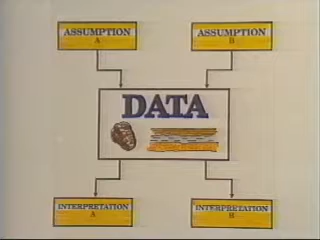 ASSUMPTION
A
ASSUMPTION
B
DATA
INTERPRETATION
A
INTERPRETATION
B